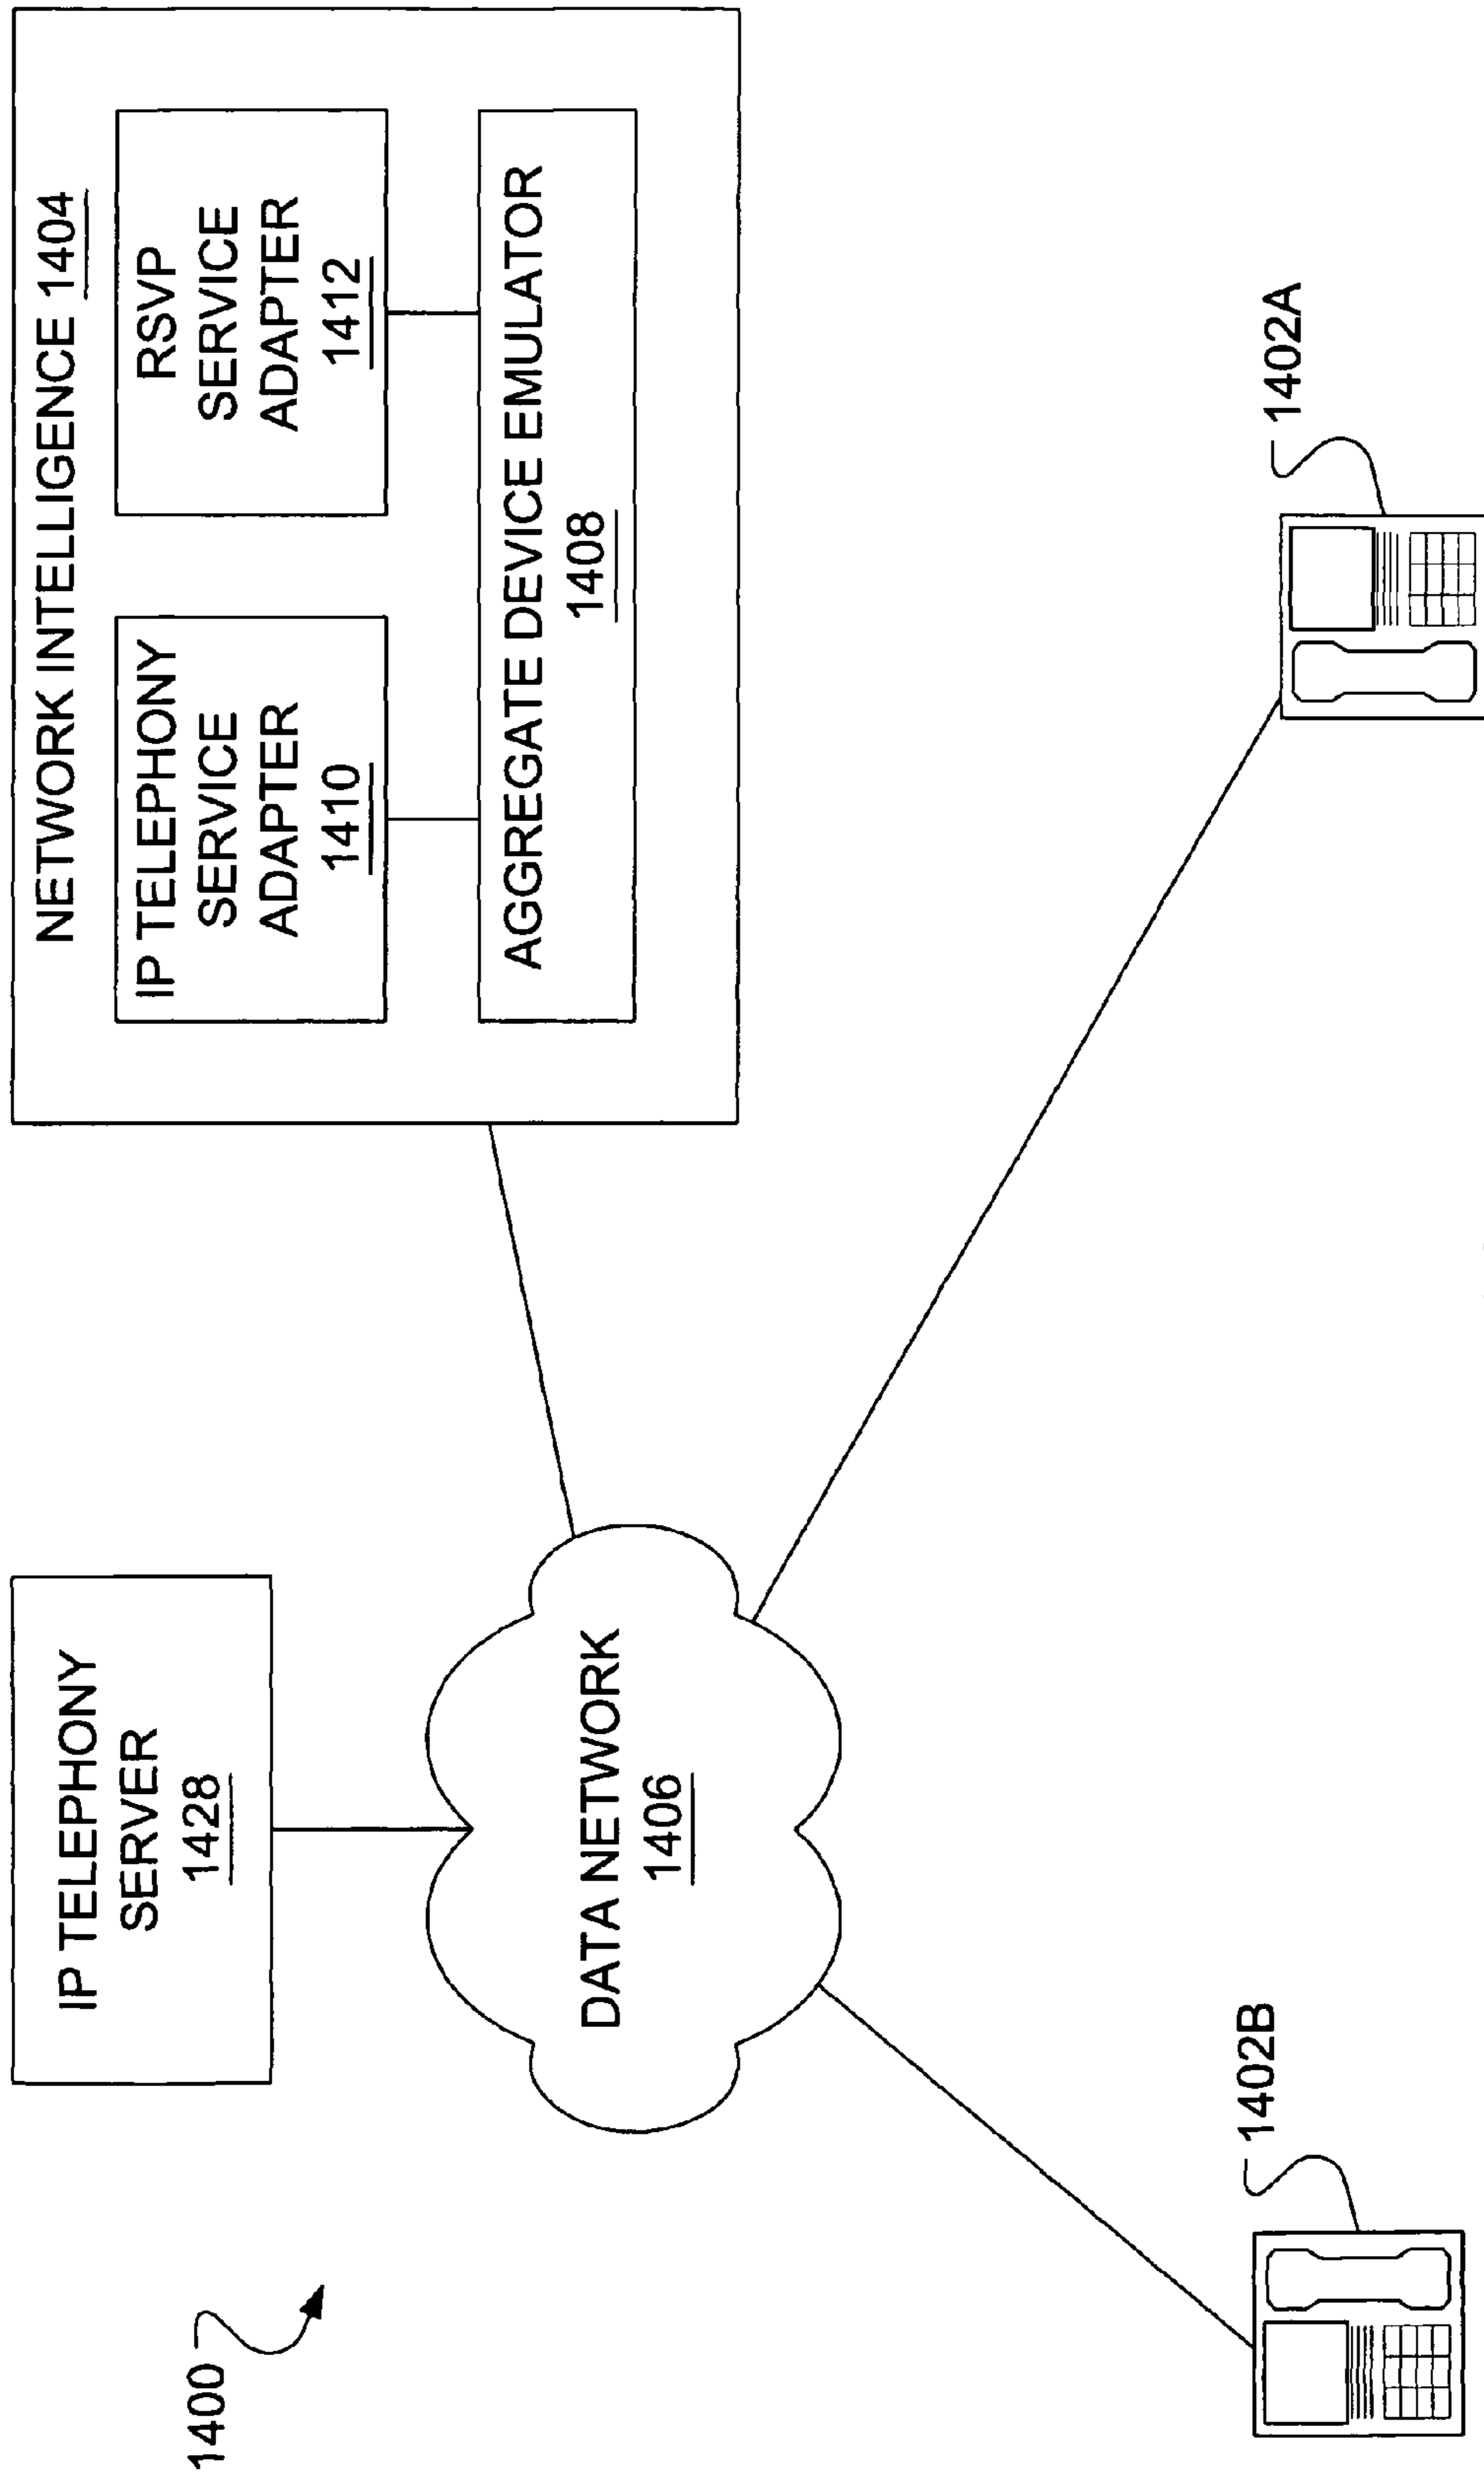 1400
IP TELEPHONY
SERVER
1428
NETWORK INTELLIGENCE 1404
IP TELEPHONY
SERVICE
ADAPTER
1410
RSVP
SERVICE
ADAPTER
1412
AGGREGATE DEVICE EMULATOR
1408
DATA NETWORK
1406
1402B
1402A